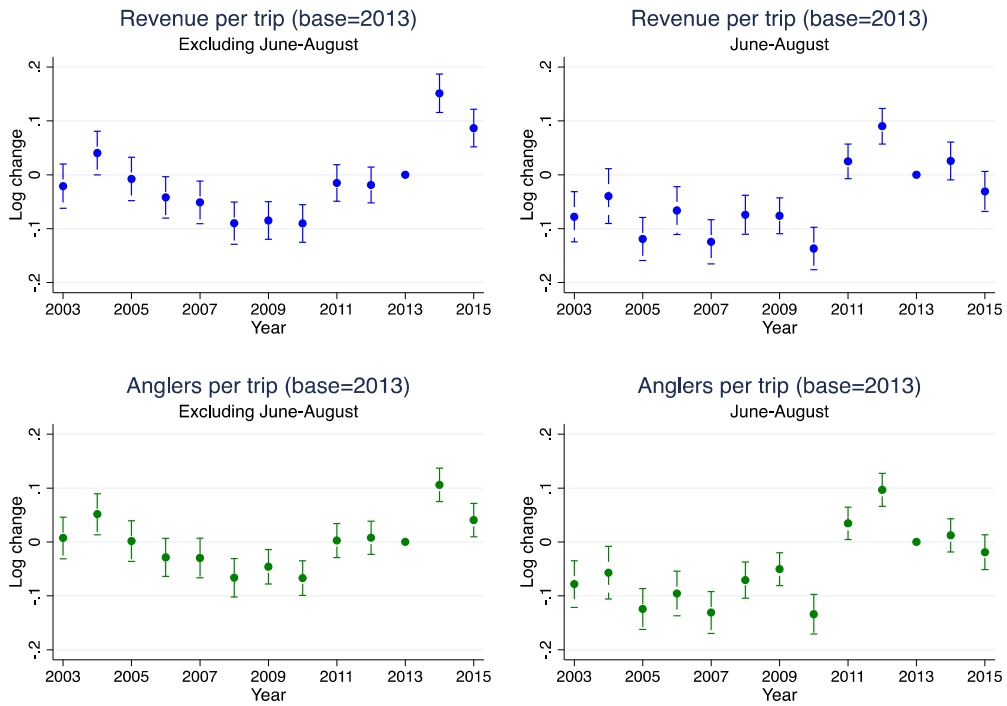 Revenue per trip (base=2013)
Excluding June-August
Log change
.2
.1
0
-.1
-.2
2003 2005 2007 2009 2011 2013 2015
Year
Revenue per trip (base=2013)
June-August
Log change
.2
.1
0
-.1
-.2
2003 2005 2007 2009 2011 2013 2015
Year
Anglers per trip (base=2013)
Excluding June-August
Log change
.2
.1
0
-.1
-.2
2003 2005 2007 2009 2011 2013 2015
Year
Anglers per trip (base=2013)
June-August
Log change
.2
.1
0
-.1
-.2
2003 2005 2007 2009 2011 2013 2015
Year